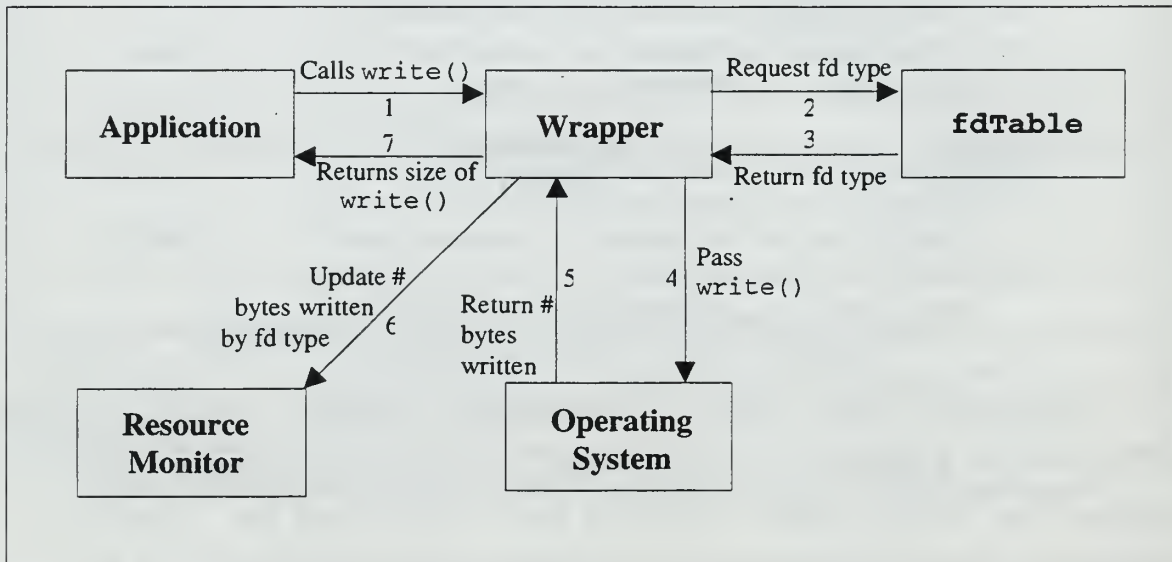 Calls write()
1
7
Returns size of
write()
Application
Wrapper
Request fd type
2
3
Return fd type
fdTable
Update #
bytes written
by fd type
6
5
Return #
bytes
written
4
Pass
write()
Resource
Monitor
Operating
System